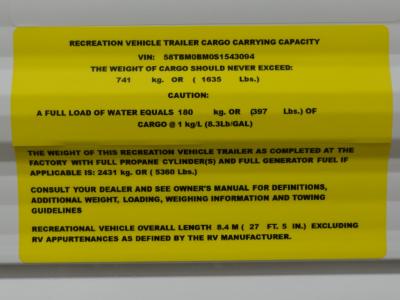 RECREATION VEHICLE TRAILER CARGO CARRYING CAPACITY
VIN: 58TBM0BM0S1543094
THE WEIGHT OF CARGO SHOULD NEVER EXCEED:
741 kg. OR ( 1635 Lbs.)
CAUTION:
A FULL LOAD OF WATER EQUALS 180 kg. OR (397 Lbs.) OF
CARGO @ 1 kg/L (8.3Lb/GAL)
THE WEIGHT OF THIS RECREATION VEHICLE TRAILER AS COMPLETED AT THE
FACTORY WITH FULL PROPANE CYLINDER(S) AND FULL GENERATOR FUEL IF
APPLICABLE IS: 2431 kg. OR ( 5360 Lbs.)
CONSULT YOUR DEALER AND SEE OWNER'S MANUAL FOR DEFINITIONS,
ADDITIONAL WEIGHT, LOADING, WEIGHING INFORMATION AND TOWING
GUIDELINES
RECREATIONAL VEHICLE OVERALL LENGTH 8.4 M ( 27 FT. 5 IN.) EXCLUDING
RV APPURTENANCES AS DEFINED BY THE RV MANUFACTURER.